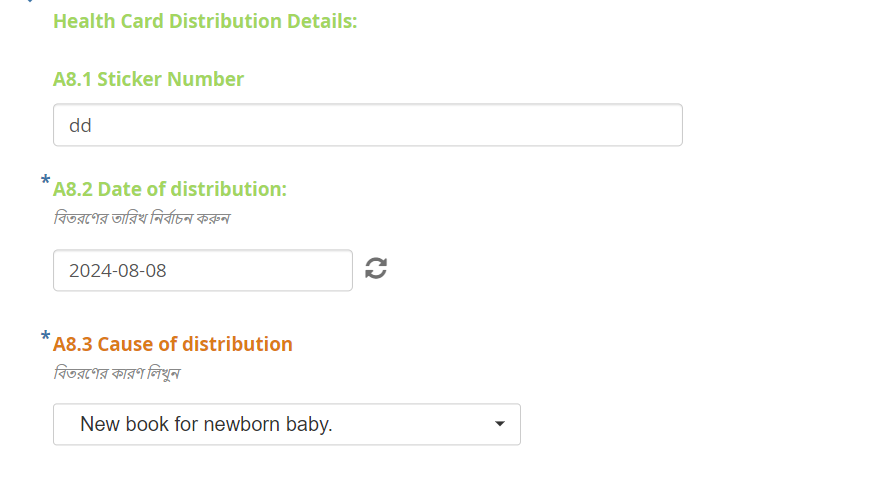 Health Card Distribution Details:
A8.1 Sticker Number
dd
* A8.2 Date of distribution:
বিতরণের তারিখ নির্বাচন করুন
2024-08-08
* A8.3 Cause of distribution
বিতরণের কারণ লিখুন
New book for newborn baby.